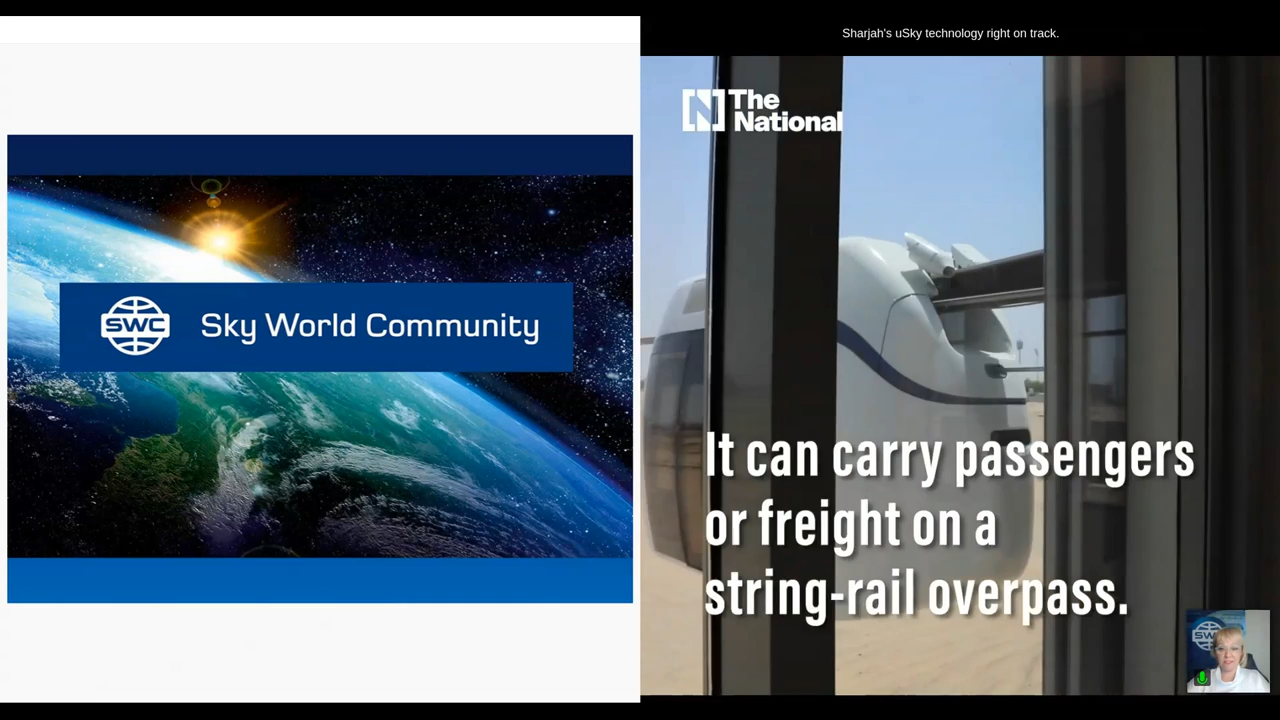 Sharjah's uSky technology right on track.
The
National
SWC
Sky World Community
It can carry passengers
or freight on a
string-rail overpass.
SW